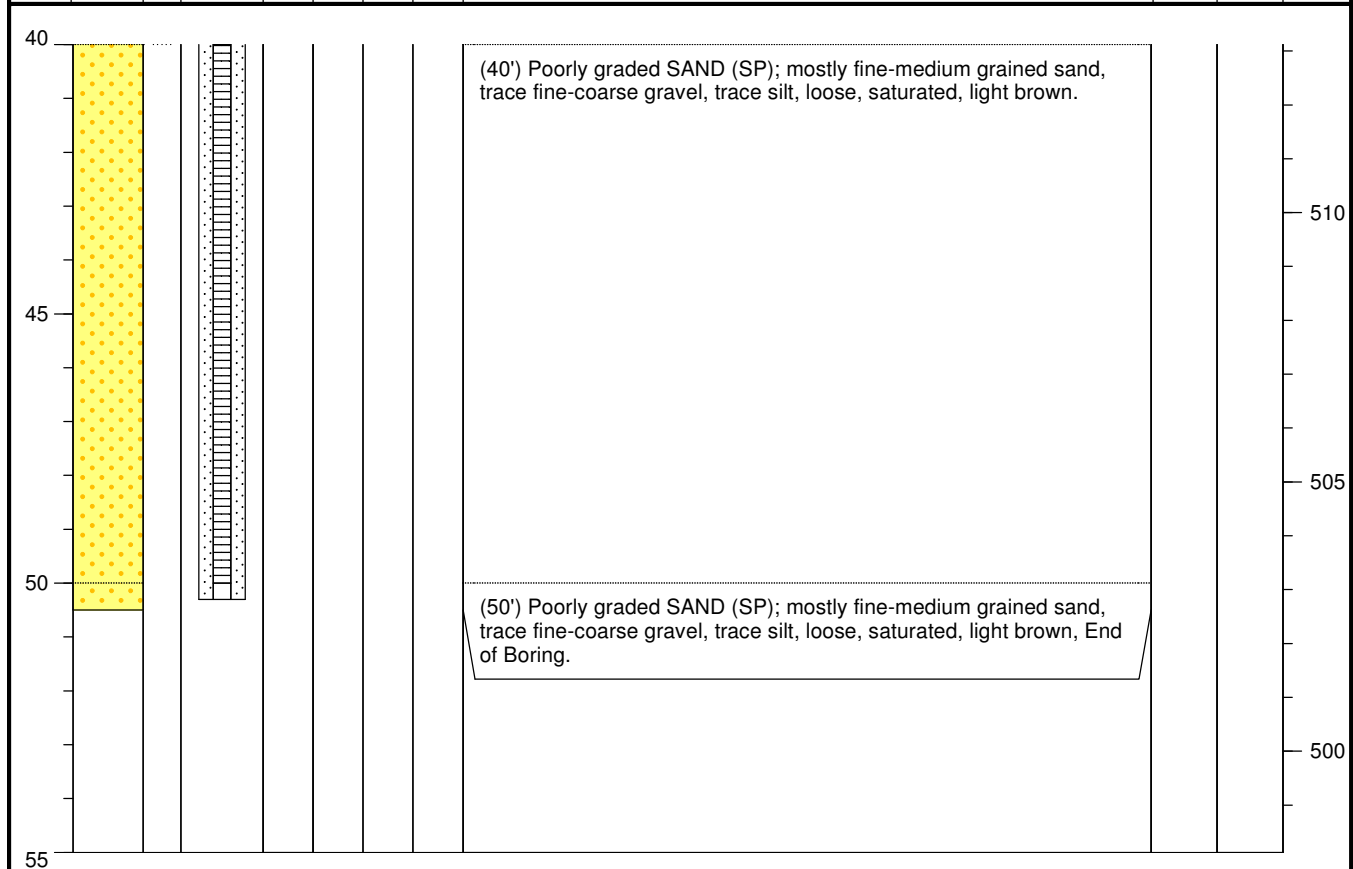 40
(40') Poorly graded SAND (SP); mostly fine-medium grained sand,
trace fine-coarse gravel, trace silt, loose, saturated, light brown.
510
45
505
50
(50') Poorly graded SAND (SP); mostly fine-medium grained sand,
trace fine-coarse gravel, trace silt, loose, saturated, light brown, End
of Boring.
500
55